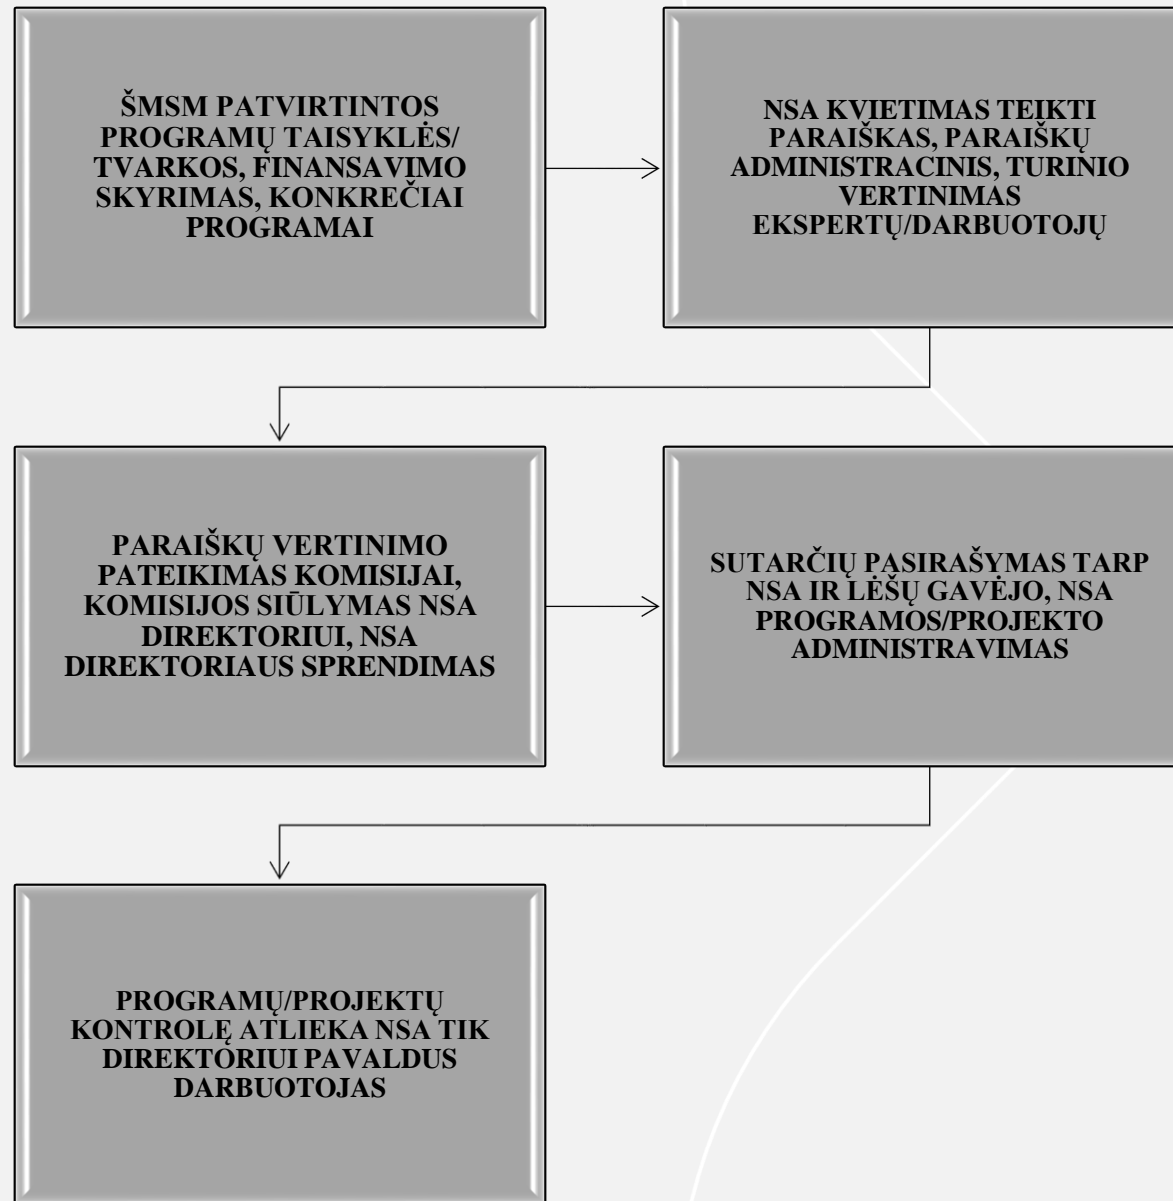 ŠMSM PATVIRTINTOS
PROGRAMŲ TAISYKLĖS/
TVARKOS, FINANSAVIMO
SKYRIMAS, KONKREČIAI
PROGRAMAI
NSA KVIETIMAS TEIKTI
PARAIŠKAS, PARAIŠKŲ
ADMINISTRACINIS, TURINIO
VERTINIMAS
EKSPERTŲ/DARBUOTOJŲ
PARAIŠKŲ VERTINIMO
PATEIKIMAS KOMISIJAI,
KOMISIJOS SIŪLYMAS NSA
DIREKTORIUI, NSA
DIREKTORIAUS SPRENDIMAS
SUTARČIŲ PASIRAŠYMAS TARP
NSA IR LĖŠŲ GAVĖJO, NSA
PROGRAMOS/PROJEKTO
ADMINISTRAVIMAS
PROGRAMŲ/PROJEKTŲ
KONTROLĘ ATLIEKA NSA TIK
DIREKTORIUI PAVALDUS
DARBUOTOJAS